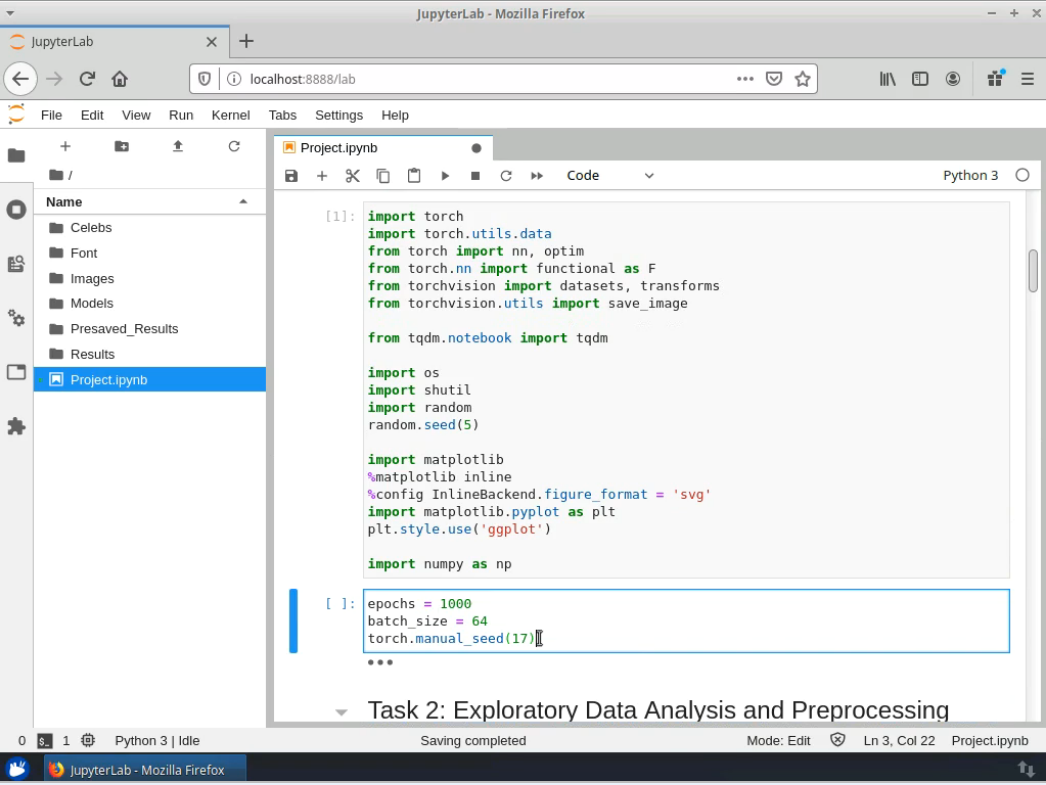 JupyterLab - Mozilla Firefox
JupyterLab
localhost:8888/lab
File Edit View Run Kernel Tabs Settings Help
/
Name
Celebs
Font
Images
Models
Presaved_Results
Results
Project.ipynb
Project.ipynb
Code
Python 3
[1]:
import torch
import torch.utils.data
from torch import nn, optim
from torch.nn import functional as F
from torchvision import datasets, transforms
from torchvision.utils import save_image
from tqdm.notebook import tqdm
import os
import shutil
import random
random.seed(5)
import matplotlib
%matplotlib inline
%config InlineBackend.figure_format = 'svg'
import matplotlib.pyplot as plt
plt.style.use('ggplot')
import numpy as np
[ ]:
epochs = 1000
batch_size = 64
torch.manual_seed(17)
Task 2: Exploratory Data Analysis and Preprocessing
0 $_ 1 Python 3 | Idle Saving completed Mode: Edit Ln 3, Col 22 Project.ipynb
JupyterLab - Mozilla Firefox